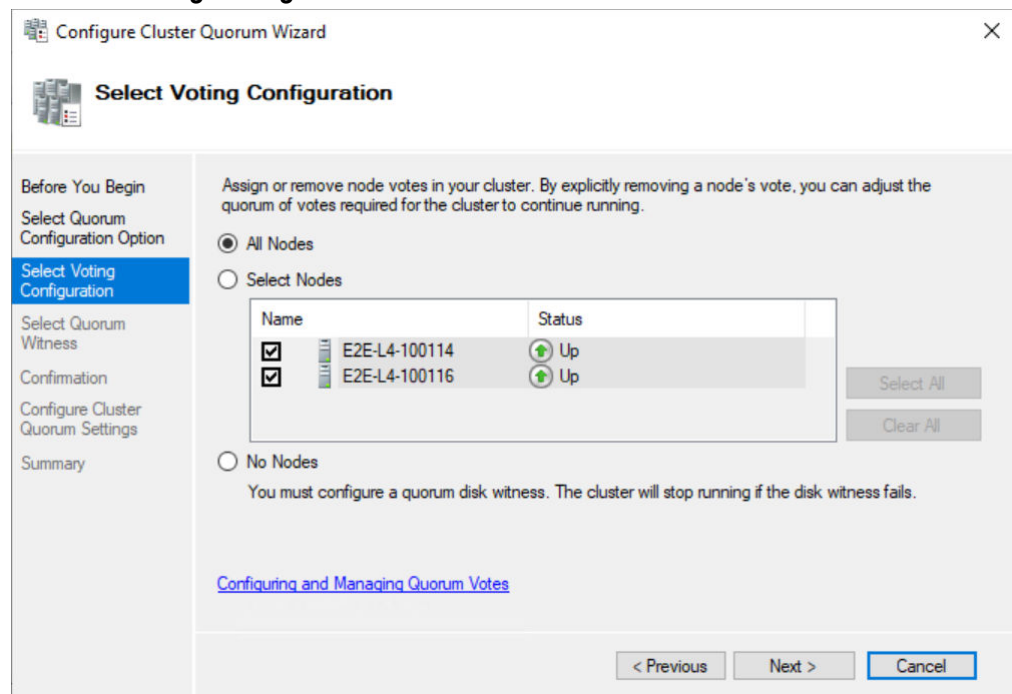 Configure Cluster Quorum Wizard
Select Voting Configuration
Before You Begin
Select Quorum
Configuration Option
Select Voting
Configuration
Select Quorum
Witness
Confirmation
Configure Cluster
Quorum Settings
Summary
Assign or remove node votes in your cluster. By explicitly removing a node's vote, you can adjust the
quorum of votes required for the cluster to continue running.
All Nodes
Select Nodes
Name Status
E2E-L4-100114 Up
E2E-L4-100116 Up
Select All
Clear All
No Nodes
You must configure a quorum disk witness. The cluster will stop running if the disk witness fails.
Configuring and Managing Quorum Votes
< Previous Next > Cancel